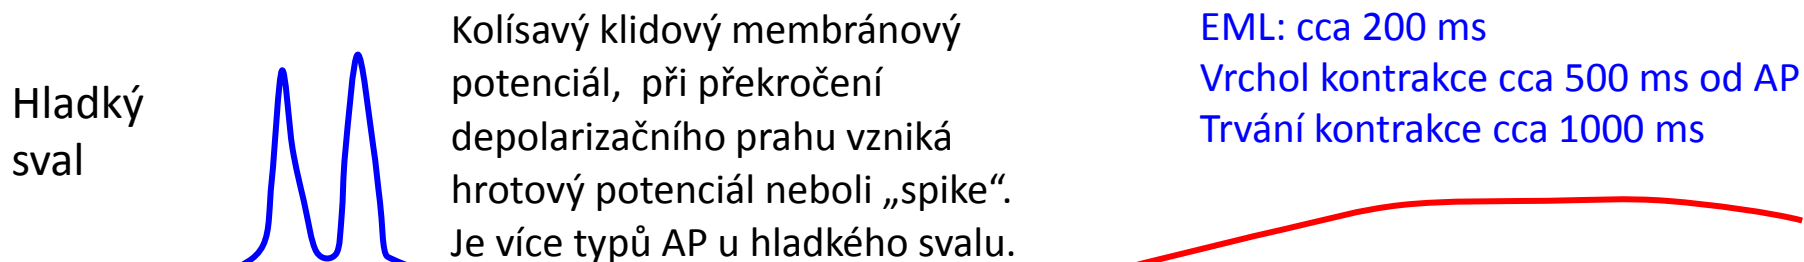 Hladký
sval
Kolísavý klidový membránový
potenciál,  při překročení
depolarizačního prahu vzniká
hrotový potenciál neboli „spike“.
Je více typů AP u hladkého svalu.
EML: cca 200 ms
Vrchol kontrakce cca 500 ms od AP
Trvání kontrakce cca 1000 ms